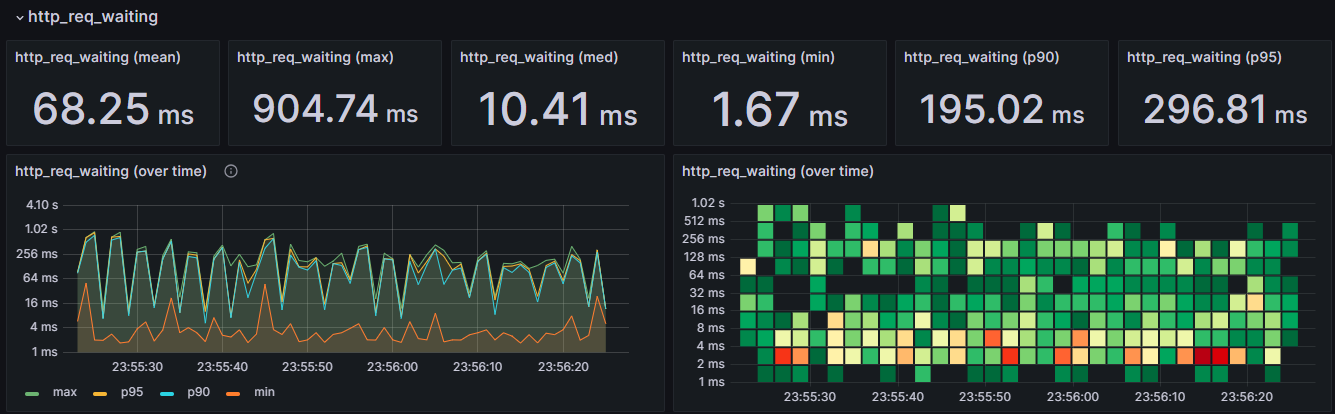 http_req_waiting
http_req_waiting (mean)
68.25 ms
http_req_waiting (max)
904.74 ms
http_req_waiting (med)
10.41 ms
http_req_waiting (min)
1.67 ms
http_req_waiting (p90)
195.02 ms
http_req_waiting (p95)
296.81 ms
http_req_waiting (over time)
4.10 s
1.02 s
256 ms
64 ms
16 ms
4 ms
1 ms
23:55:30 23:55:40 23:55:50 23:56:00 23:56:10 23:56:20
max p95 p90 min
http_req_waiting (over time)
1.02 s
512 ms
256 ms
128 ms
64 ms
32 ms
16 ms
8 ms
4 ms
2 ms
1 ms
23:55:30 23:55:40 23:55:50 23:56:00 23:56:10 23:56:20